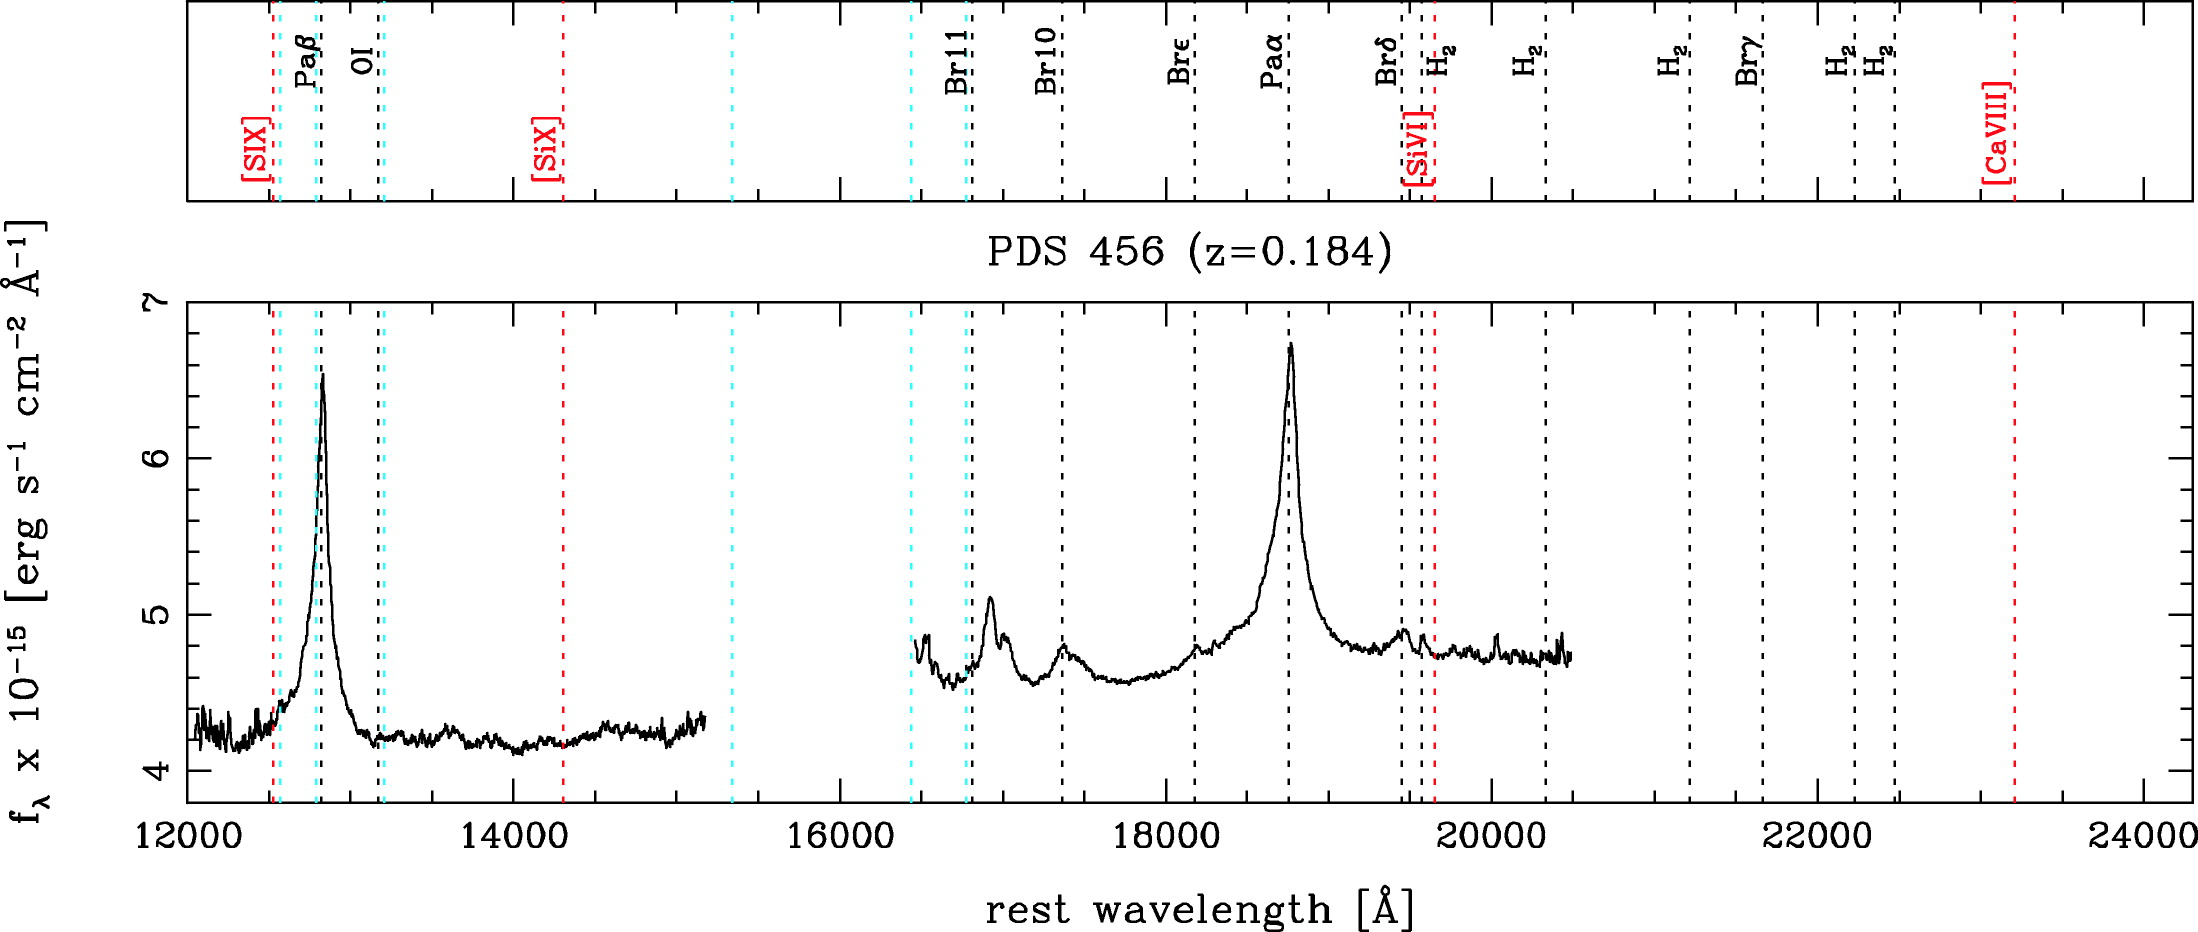 Paβ
OI
Br11
Br10
Brϵ
Paα
Brδ
H₂
H₂
H₂
Brγ
H₂
H₂
[SIX]
[SiX]
[SiVI]
[CaVIII]
PDS 456 (z=0.184)
f_λ x 10⁻¹⁵ [erg s⁻¹ cm⁻² Å⁻¹]
7
6
5
4
12000 14000 16000 18000 20000 22000 24000
rest wavelength [Å]